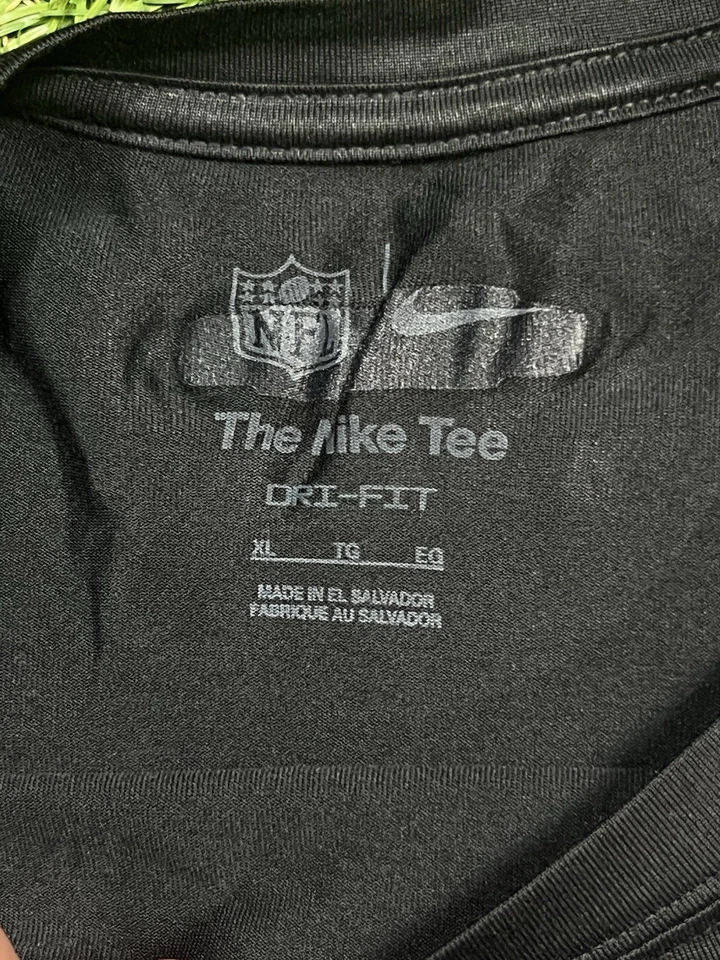 NFL
The Nike Tee
DRI-FIT
XL TG EG
MADE IN EL SALVADOR
FABRIQUE AU SALVADOR